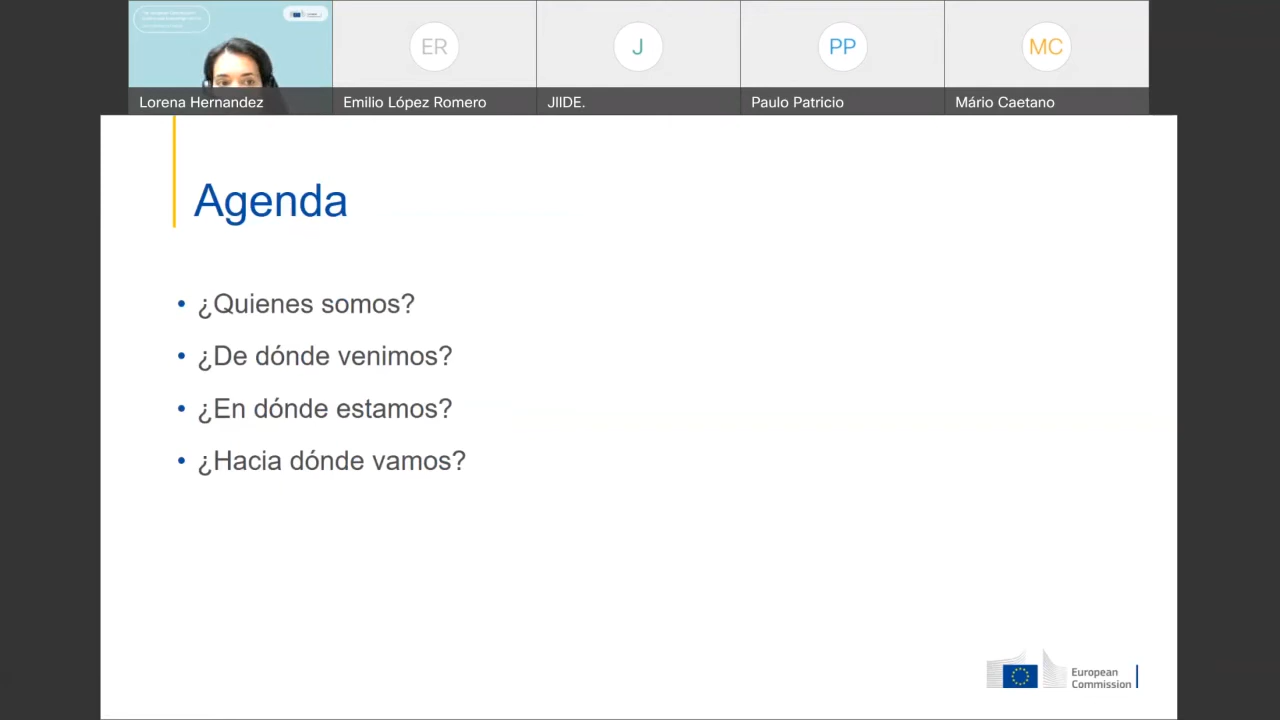 ER
J
PP
MC
Lorena Hernandez
Emilio López Romero
JIIDE.
Paulo Patricio
Mário Caetano
Agenda
• ¿Quienes somos?
• ¿De dónde venimos?
• ¿En dónde estamos?
• ¿Hacia dónde vamos?
European
Commission